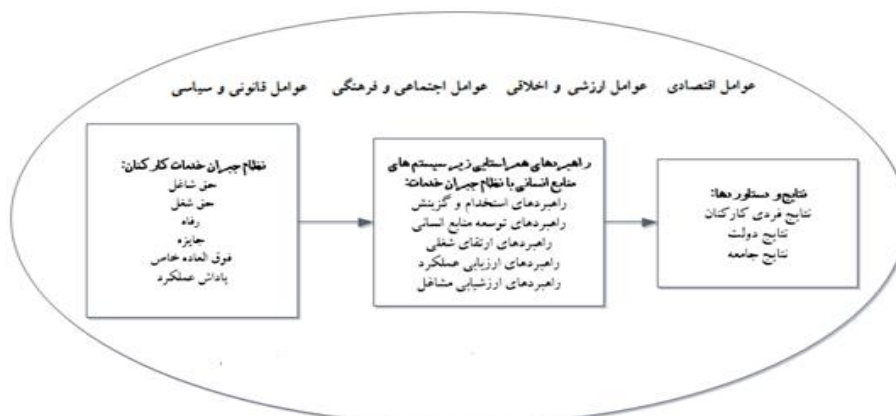 عوامل اقتصادی عوامل ارزشی و اخلاقی عوامل اجتماعی و فرهنگی عوامل قانونی و سیاسی
نتایج و دستاوردها:
نتایج فردی کارکنان
نتایج دولت
نتایج جامعه
راهبردهای همراستایی زیر سیستم های
منابع انسانی با نظام جبران خدمات:
راهبردهای استخدام و گزینش
راهبردهای توسعه منابع انسانی
راهبردهای ارتقای شغلی
راهبردهای ارزیابی عملکرد
راهبردهای ارزشیابی مشاغل
نظام جبران خدمات کارکنان:
حق شاغل
حق شغل
رفاه
جایزه
فوق العاده خاص
پاداش عملکرد